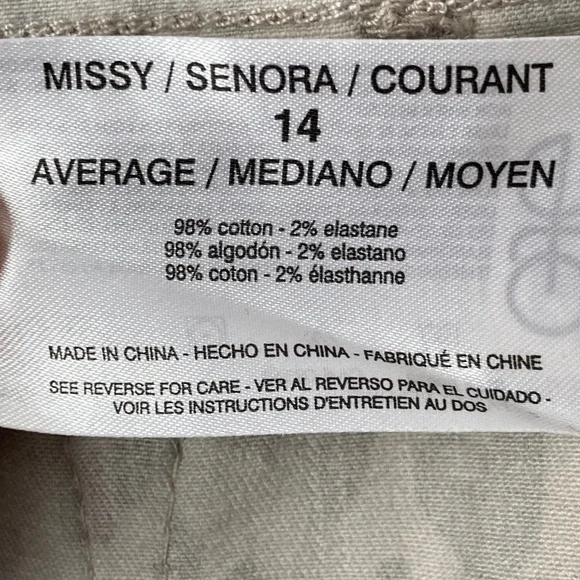 MISSY / SENORA / COURANT
14
AVERAGE / MEDIANO / MOYEN
98% cotton - 2% elastane
98% algodón - 2% elastano
98% coton - 2% élasthanne
MADE IN CHINA - HECHO EN CHINA - FABRIQUÉ EN CHINE
SEE REVERSE FOR CARE - VER AL REVERSO PARA EL CUIDADO -
VOIR LES INSTRUCTIONS D'ENTRETIEN AU DOS